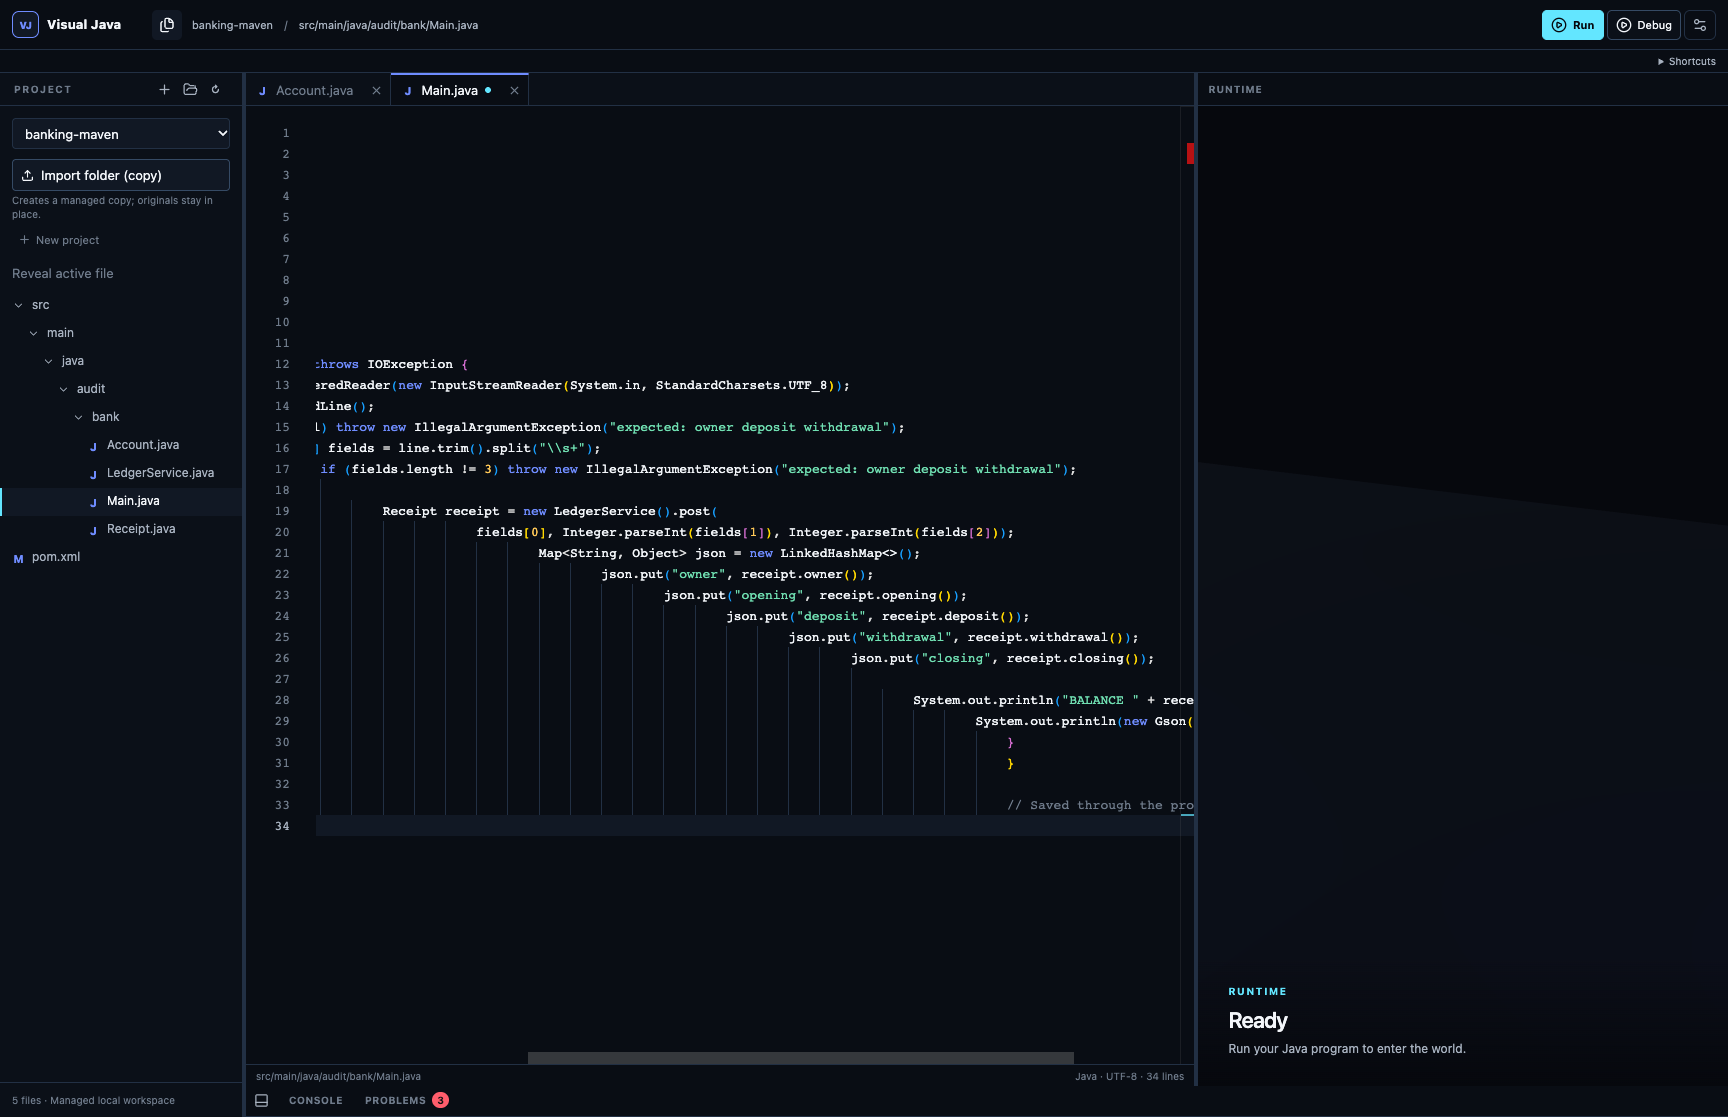 VJ Visual Java banking-maven / src/main/java/audit/bank/Main.java Run Debug
Shortcuts
PROJECT
banking-maven
Import folder (copy)
Creates a managed copy; originals stay in
place.
New project
Reveal active file
src
main
java
audit
bank
J Account.java
J LedgerService.java
J Main.java
J Receipt.java
M pom.xml
5 files · Managed local workspace
J Account.java J Main.java
1
2
3
4
5
6
7
8
9
10
11
12 throws IOException {
13 eredReader(new InputStreamReader(System.in, StandardCharsets.UTF_8));
14 dLine();
15 l) throw new IllegalArgumentException("expected: owner deposit withdrawal");
16 ] fields = line.trim().split("\\s+");
17 if (fields.length != 3) throw new IllegalArgumentException("expected: owner deposit withdrawal");
18
19 Receipt receipt = new LedgerService().post(
20 fields[0], Integer.parseInt(fields[1]), Integer.parseInt(fields[2]));
21 Map<String, Object> json = new LinkedHashMap<>();
22 json.put("owner", receipt.owner());
23 json.put("opening", receipt.opening());
24 json.put("deposit", receipt.deposit());
25 json.put("withdrawal", receipt.withdrawal());
26 json.put("closing", receipt.closing());
27
28 System.out.println("BALANCE " + rece
29 System.out.println(new Gson(
30 }
31 }
32
33 // Saved through the pro
34
src/main/java/audit/bank/Main.java Java · UTF-8 · 34 lines
CONSOLE PROBLEMS 3
RUNTIME
RUNTIME
Ready
Run your Java program to enter the world.